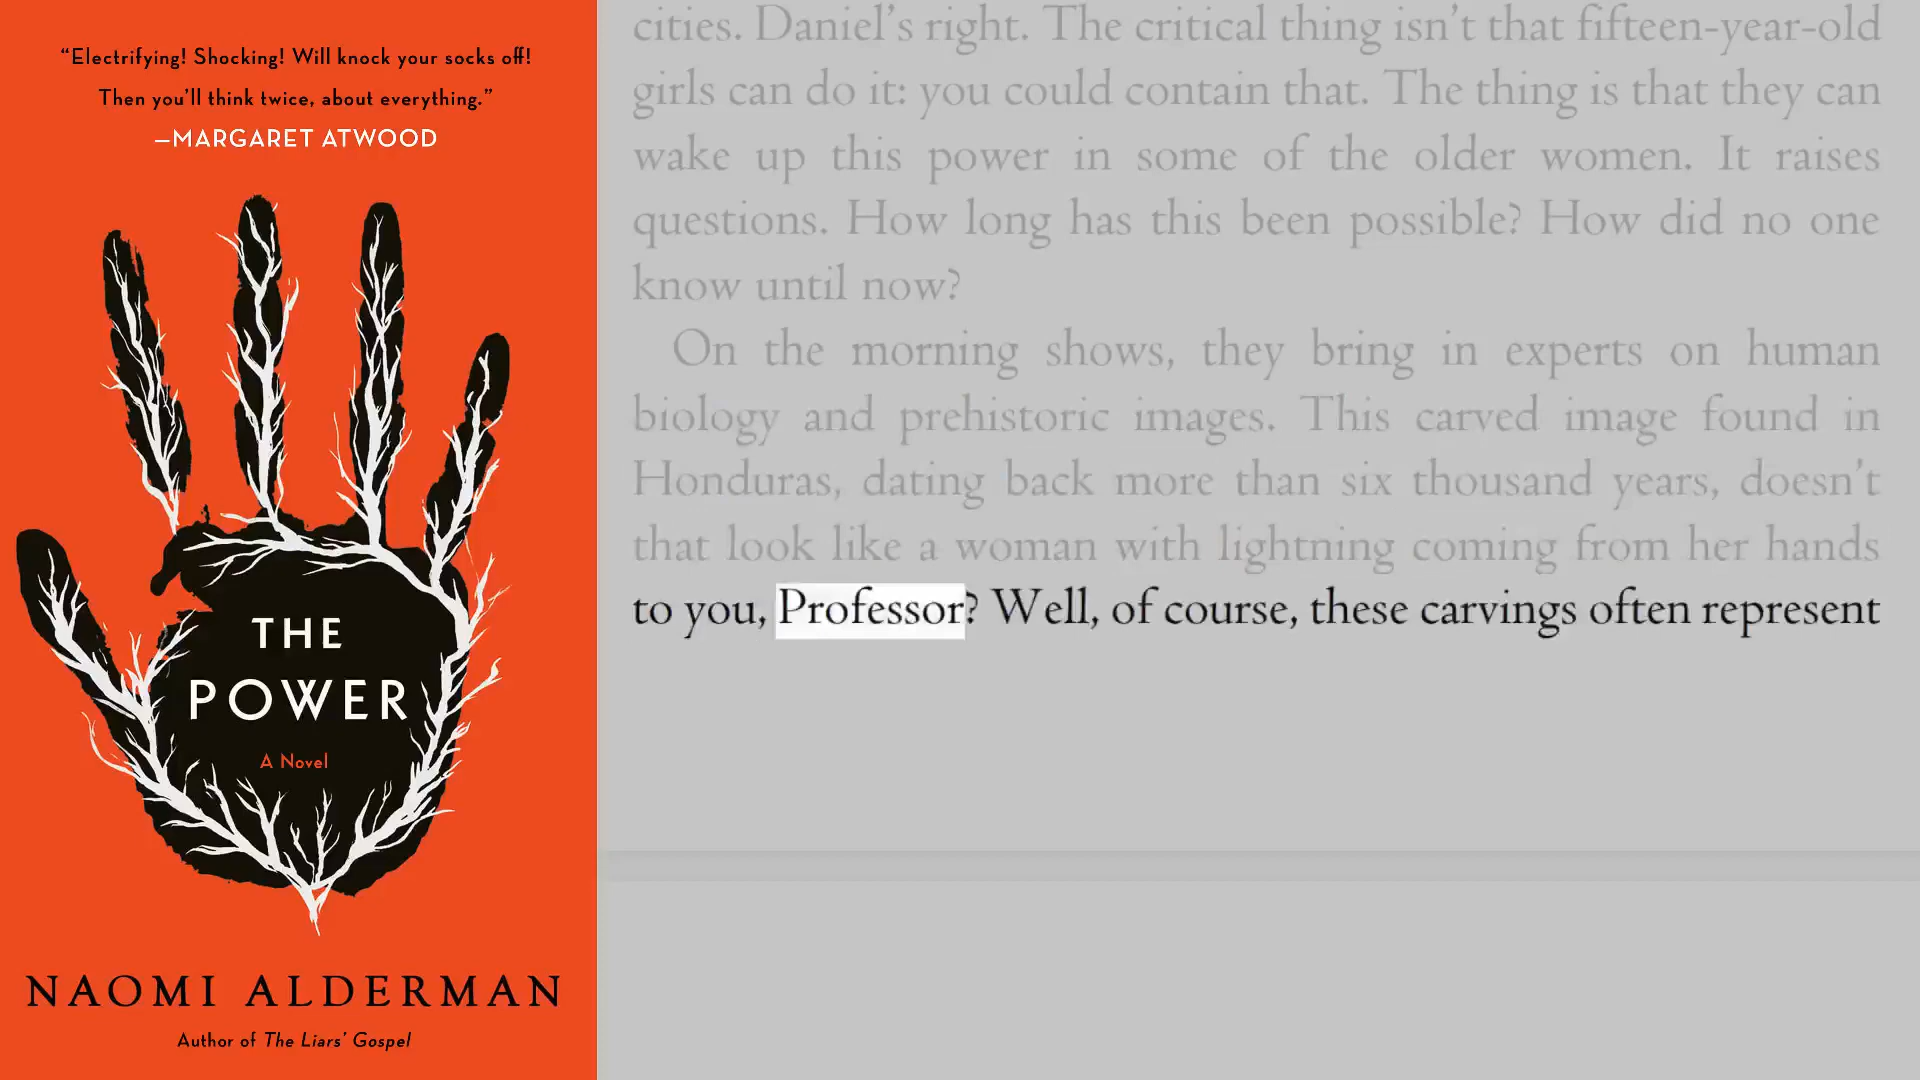 “Electrifying! Shocking! Will knock your socks off!
Then you’ll think twice, about everything.”
—MARGARET ATWOOD
THE
POWER
A Novel
NAOMI ALDERMAN
Author of The Liars’ Gospel
cities. Daniel’s right. The critical thing isn’t that fifteen-year-old
girls can do it: you could contain that. The thing is that they can
wake up this power in some of the older women. It raises
questions. How long has this been possible? How did no one
know until now?
On the morning shows, they bring in experts on human
biology and prehistoric images. This carved image found in
Honduras, dating back more than six thousand years, doesn’t
that look like a woman with lightning coming from her hands
to you, Professor? Well, of course, these carvings often represent